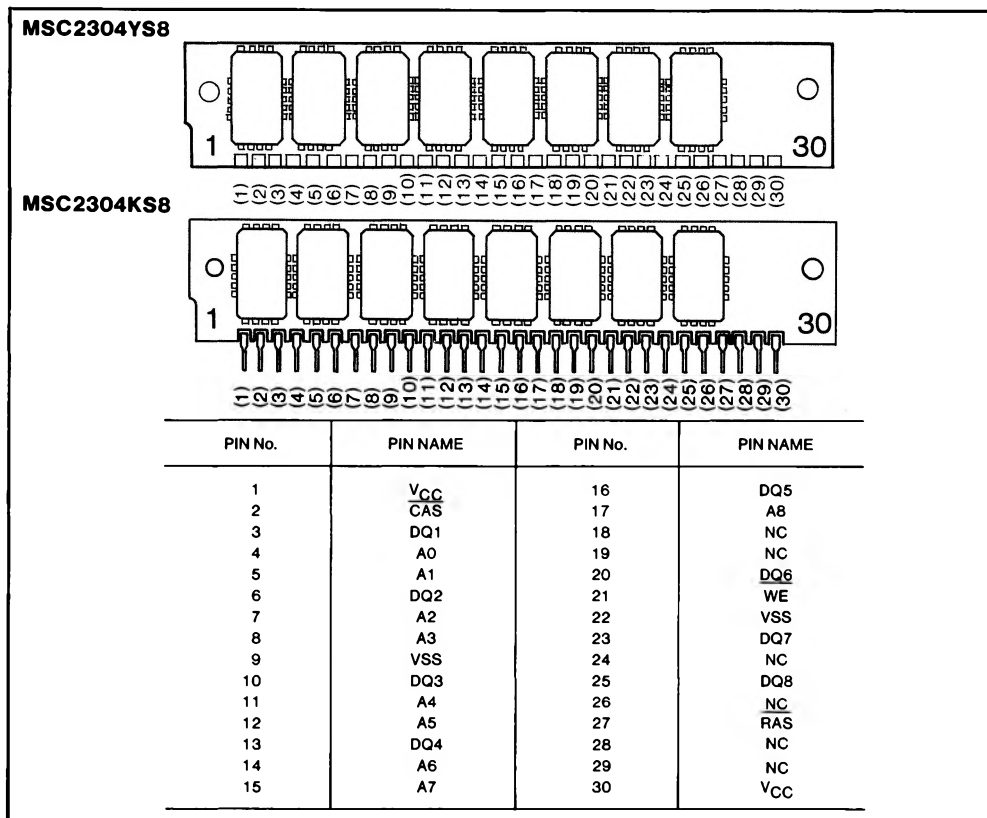 MSC2304YS8
1 30
(1) (2) (3) (4) (5) (6) (7) (8) (9) (10) (11) (12) (13) (14) (15) (16) (17) (18) (19) (20) (21) (22) (23) (24) (25) (26) (27) (28) (29) (30)
MSC2304KS8
1 30
(1) (2) (3) (4) (5) (6) (7) (8) (9) (10) (11) (12) (13) (14) (15) (16) (17) (18) (19) (20) (21) (22) (23) (24) (25) (26) (27) (28) (29) (30)
PIN No. PIN NAME PIN No. PIN NAME
1 VCC 16 DQ5
2 C̅A̅S̅ 17 A8
3 DQ1 18 NC
4 A0 19 NC
5 A1 20 DQ6
6 DQ2 21 W̅E̅
7 A2 22 VSS
8 A3 23 DQ7
9 VSS 24 NC
10 DQ3 25 DQ8
11 A4 26 NC
12 A5 27 R̅A̅S̅
13 DQ4 28 NC
14 A6 29 NC
15 A7 30 VCC